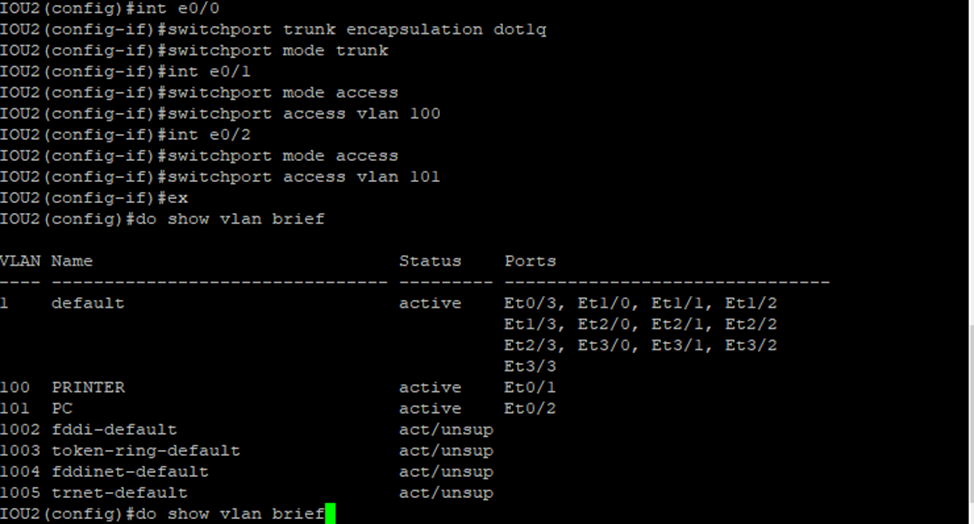 IOU2(config)#int e0/0
IOU2(config-if)#switchport trunk encapsulation dot1q
IOU2(config-if)#switchport mode trunk
IOU2(config-if)#int e0/1
IOU2(config-if)#switchport mode access
IOU2(config-if)#switchport access vlan 100
IOU2(config-if)#int e0/2
IOU2(config-if)#switchport mode access
IOU2(config-if)#switchport access vlan 101
IOU2(config-if)#ex
IOU2(config)#do show vlan brief
VLAN Name                             Status    Ports
---- -------------------------------- --------- -------------------------------
1    default                          active    Et0/3, Et1/0, Et1/1, Et1/2
                                                Et1/3, Et2/0, Et2/1, Et2/2
                                                Et2/3, Et3/0, Et3/1, Et3/2
                                                Et3/3
100  PRINTER                          active    Et0/1
101  PC                               active    Et0/2
1002 fddi-default                     act/unsup
1003 token-ring-default               act/unsup
1004 fddinet-default                  act/unsup
1005 trnet-default                    act/unsup
IOU2(config)#do show vlan brief